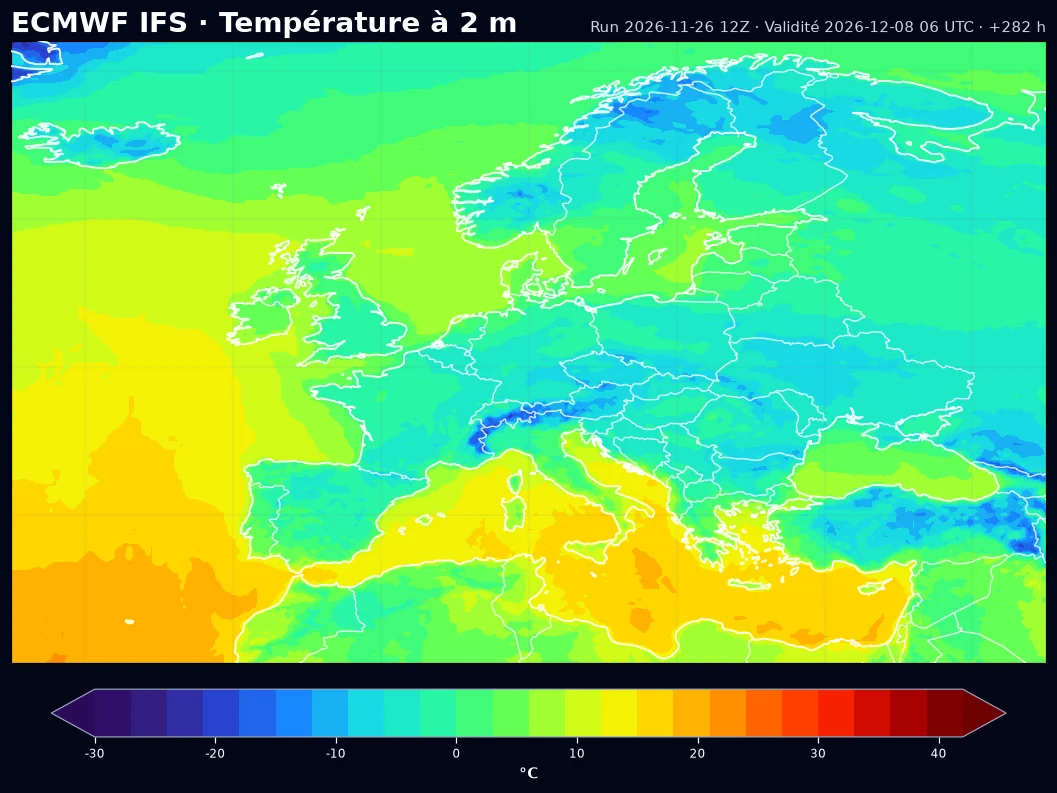 ECMWF IFS · Température à 2 m
Run 2026-11-26 12Z · Validité 2026-12-08 06 UTC · +282 h
-30 -20 -10 0 10 20 30 40
°C